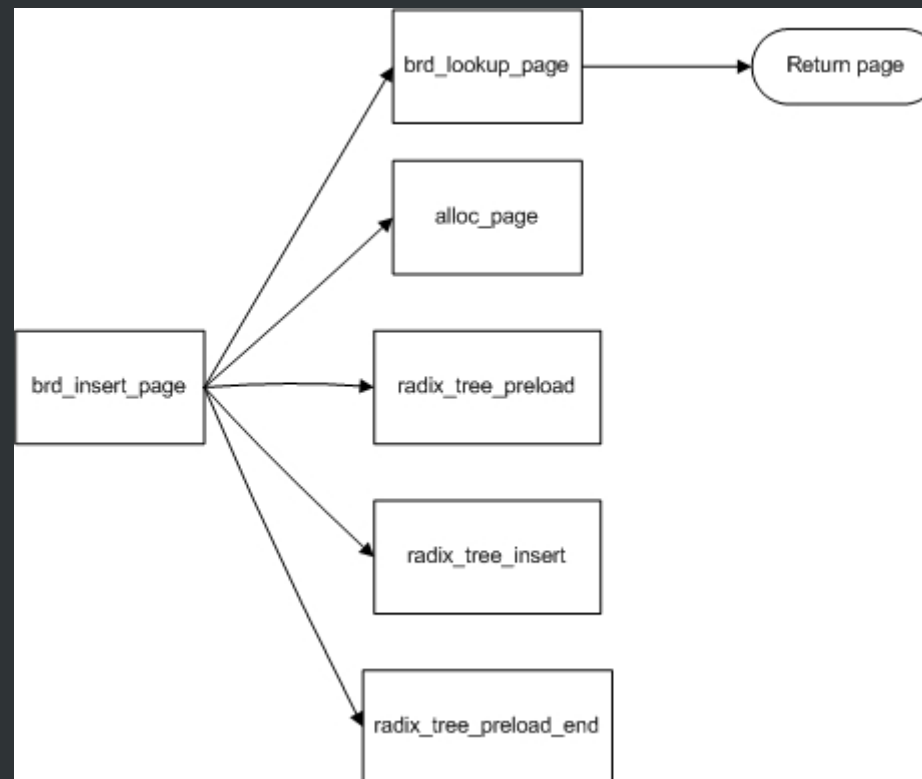 brd_lookup_page
Return page
alloc_page
brd_insert_page
radix_tree_preload
radix_tree_insert
radix_tree_preload_end